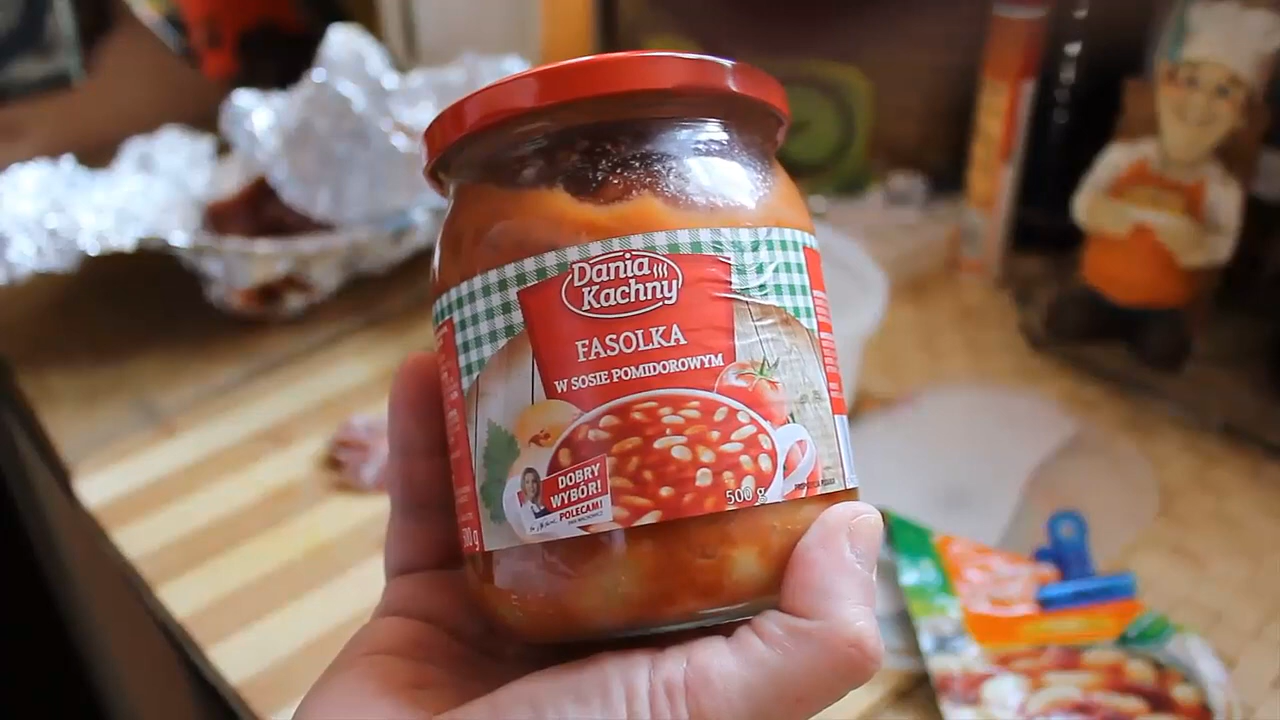 Dania
Kachny
FASOLKA
W SOSIE POMIDOROWYM
DOBRY
WYBÓR!
POLECAM!
500 g